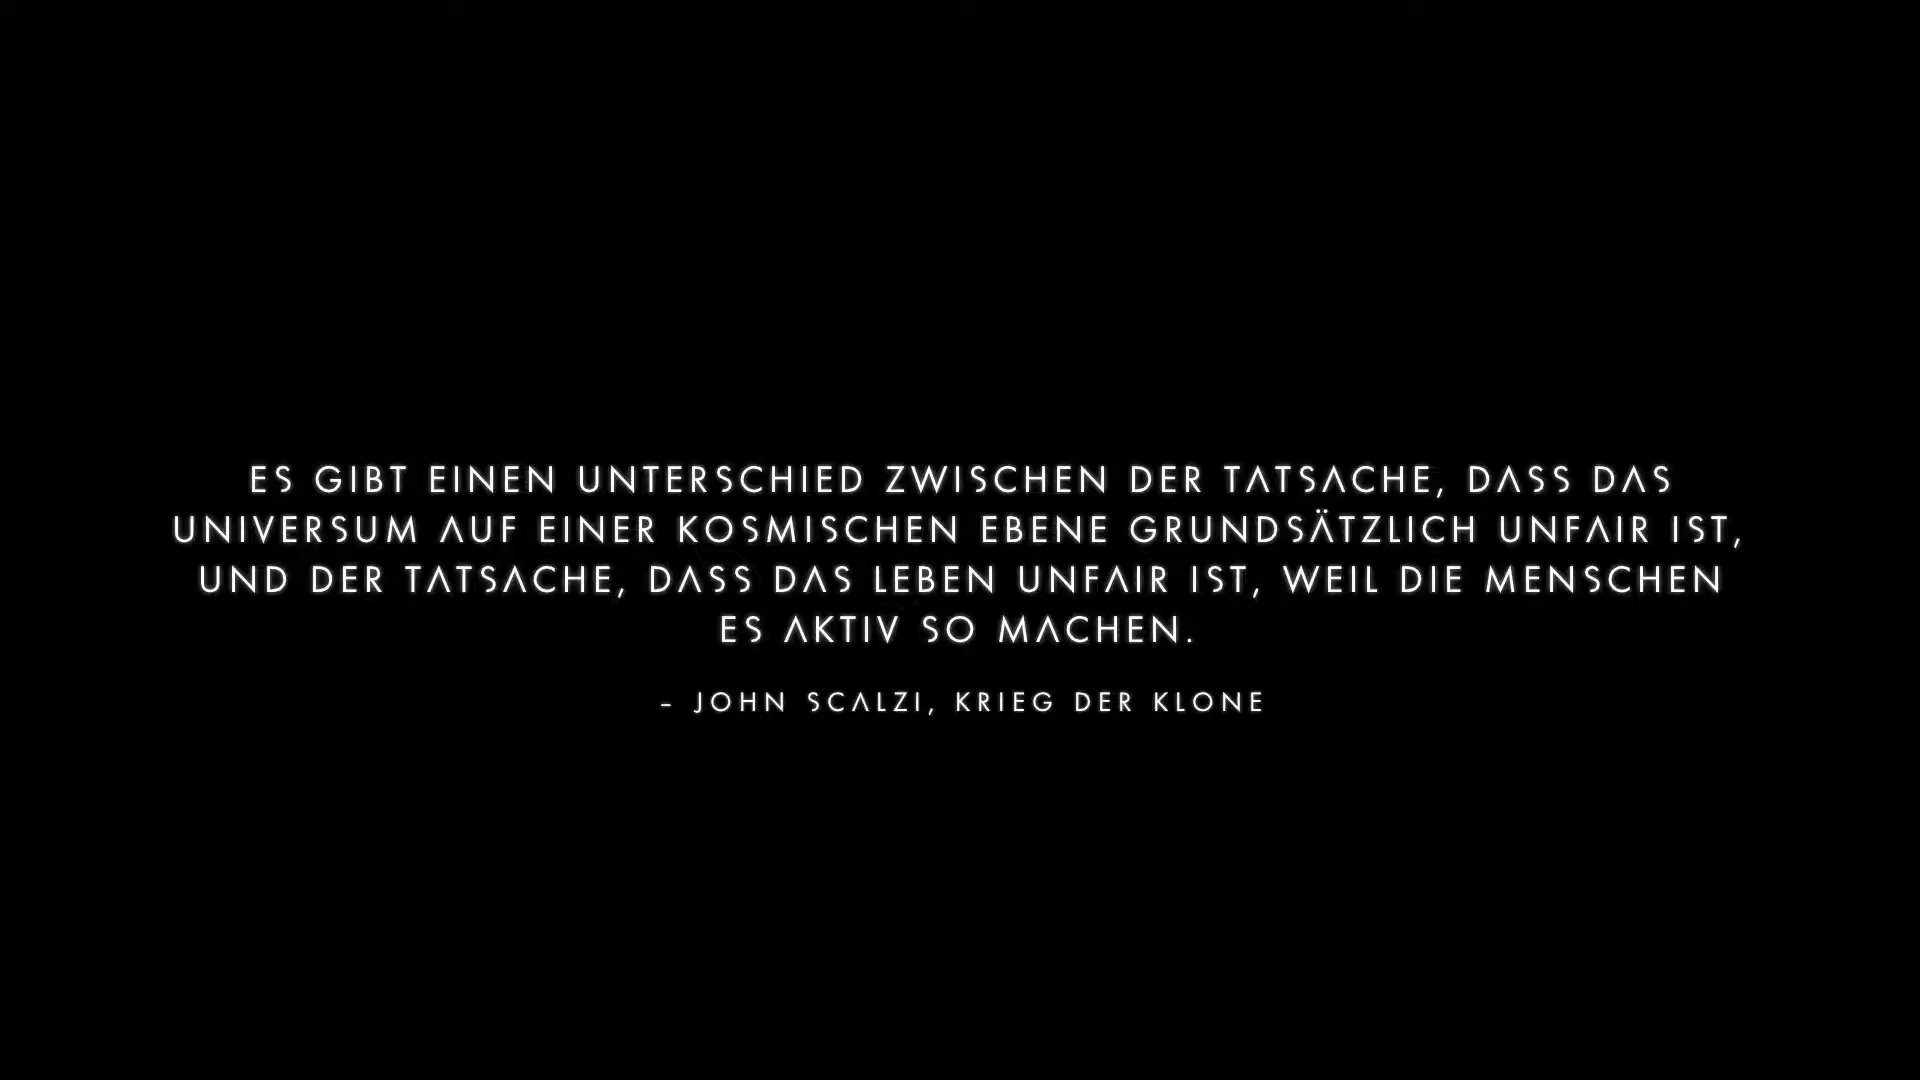 ES GIBT EINEN UNTERSCHIED ZWISCHEN DER TATSACHE, DASS DAS
UNIVERSUM AUF EINER KOSMISCHEN EBENE GRUNDSÄTZLICH UNFAIR IST,
UND DER TATSACHE, DASS DAS LEBEN UNFAIR IST, WEIL DIE MENSCHEN
ES AKTIV SO MACHEN.
– JOHN SCALZI, KRIEG DER KLONE